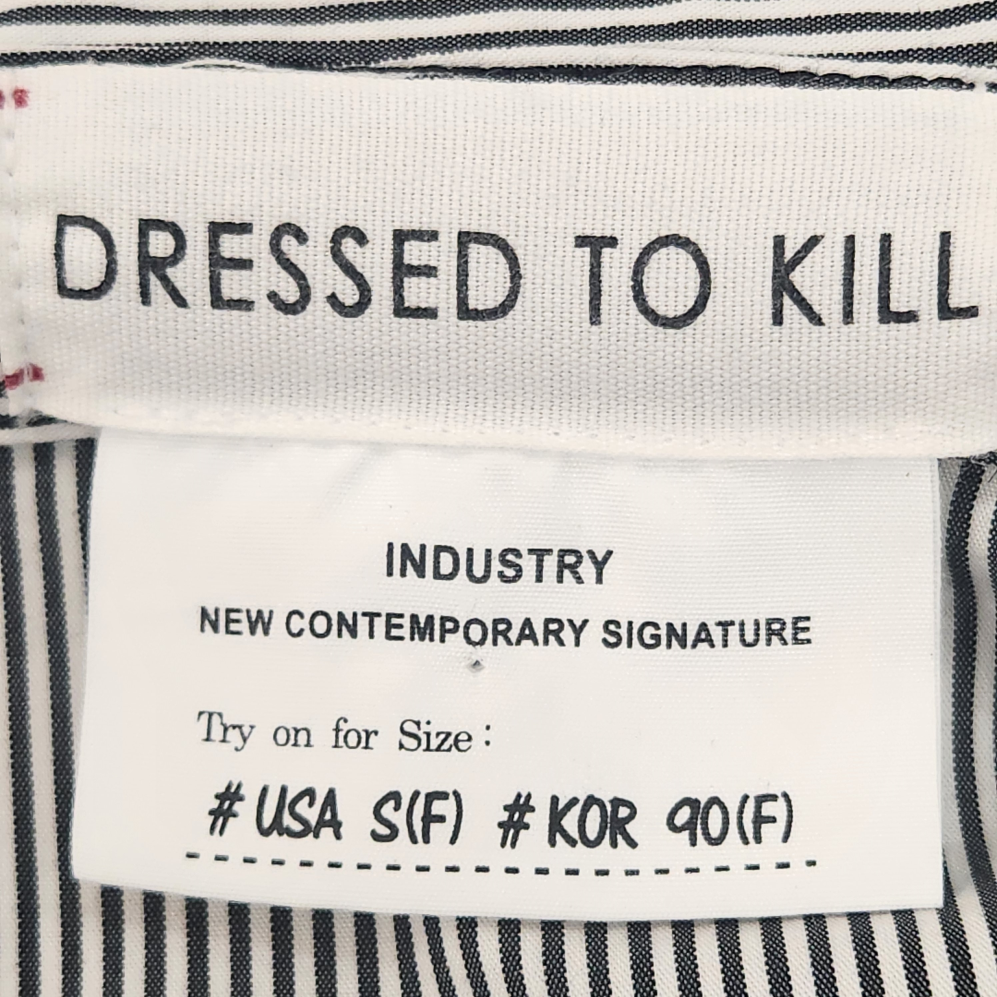 DRESSED TO KILL
INDUSTRY
NEW CONTEMPORARY SIGNATURE
Try on for Size:
#USA S(F) #KOR 90(F)